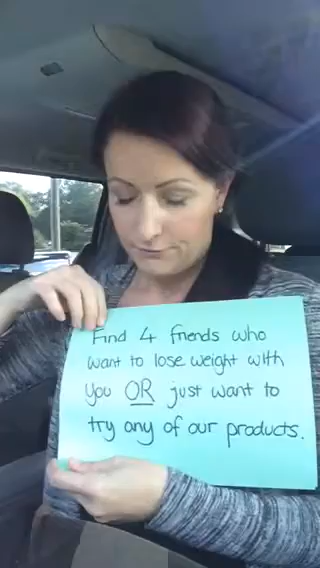 Find 4 friends who
want to lose weight with
you OR just want to
try any of our products.